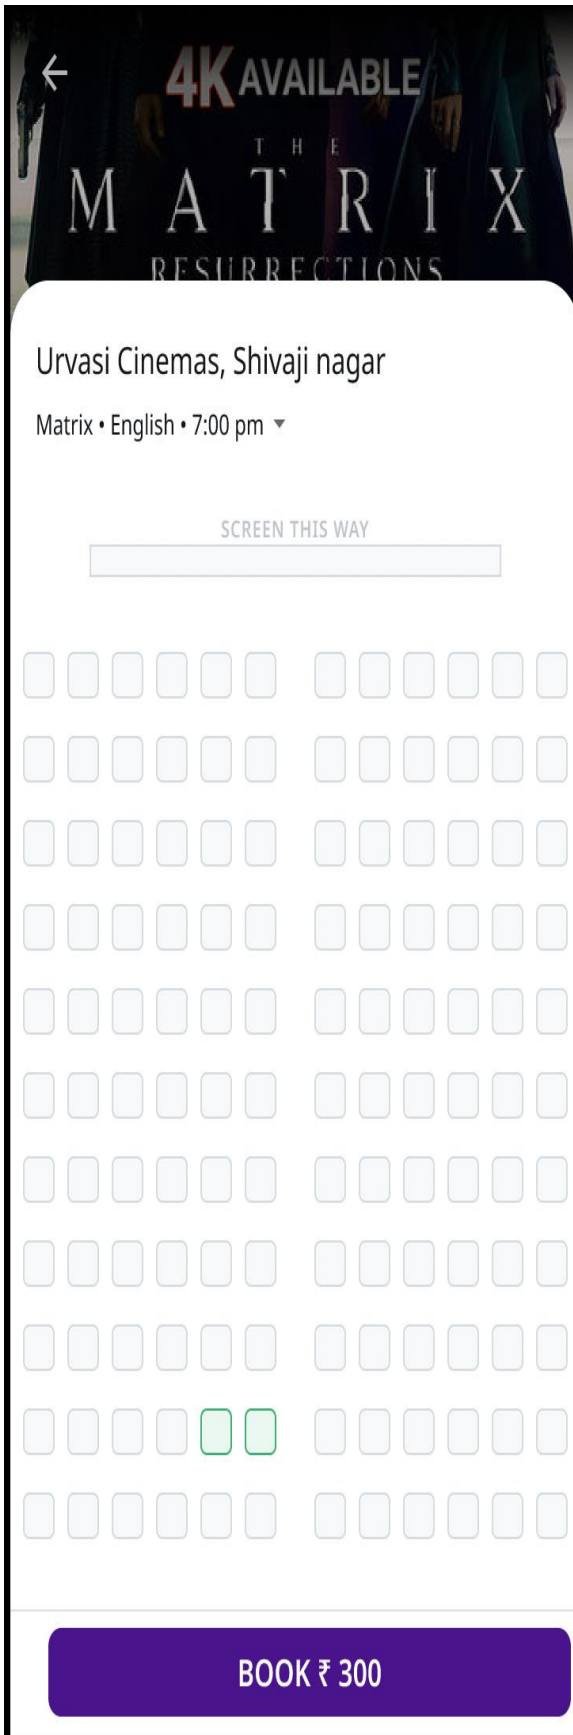 4K AVAILABLE
THE
MATRIX
RESURRECTIONS
Urvasi Cinemas, Shivaji nagar
Matrix • English • 7:00 pm
SCREEN THIS WAY
BOOK ₹ 300